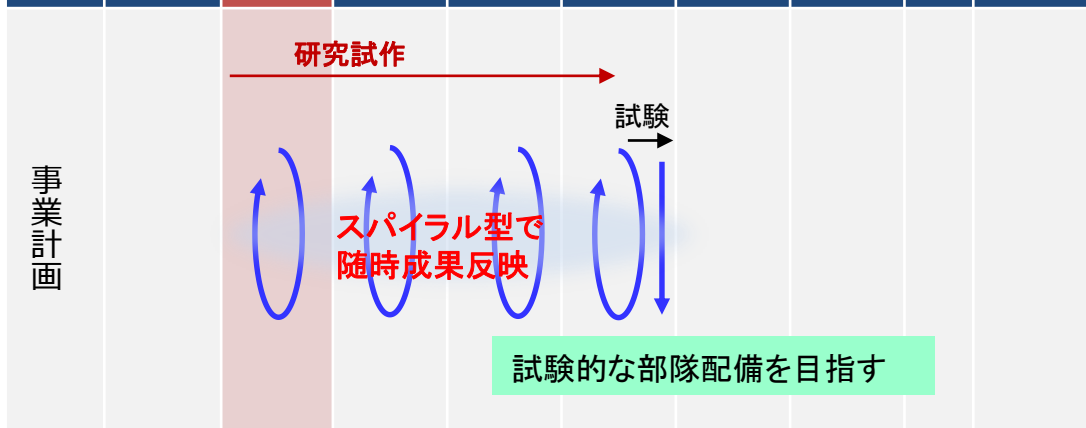 研究試作
試験
事業計画
スパイラル型で
随時成果反映
試験的な部隊配備を目指す